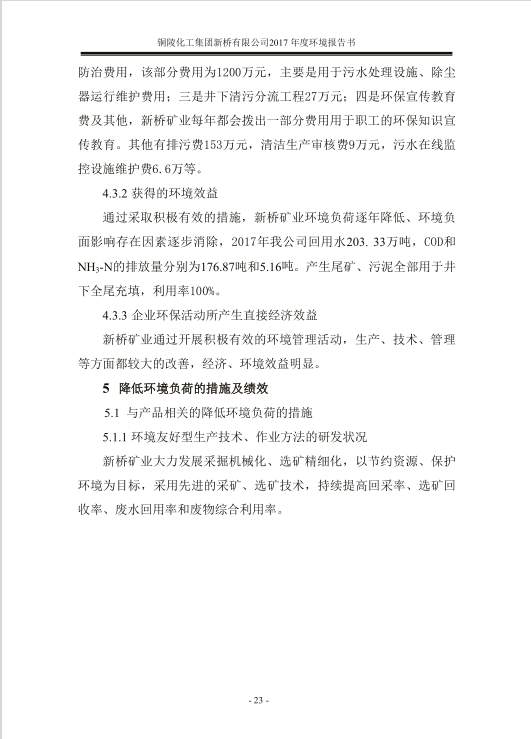 铜陵化工集团新桥有限公司2017 年度环境报告书
防治费用，该部分费用为1200万元，主要是用于污水处理设施、除尘
器运行维护费用；三是井下清污分流工程27万元；四是环保宣传教育
费及其他，新桥矿业每年都会拨出一部分费用用于职工的环保知识宣
传教育。其他有排污费153万元，清洁生产审核费9万元，污水在线监
控设施维护费6.6万等。
4.3.2 获得的环境效益
通过采取积极有效的措施，新桥矿业环境负荷逐年降低、环境负
面影响存在因素逐步消除，2017年我公司回用水203. 33万吨，COD和
NH3-N的排放量分别为176.87吨和5.16吨。产生尾矿、污泥全部用于井
下全尾充填，利用率100%。
4.3.3 企业环保活动所产生直接经济效益
新桥矿业通过开展积极有效的环境管理活动，生产、技术、管理
等方面都较大的改善，经济、环境效益明显。
5 降低环境负荷的措施及绩效
5.1 与产品相关的降低环境负荷的措施
5.1.1 环境友好型生产技术、作业方法的研发状况
新桥矿业大力发展采掘机械化、选矿精细化，以节约资源、保护
环境为目标，采用先进的采矿、选矿技术，持续提高回采率、选矿回
收率、废水回用率和废物综合利用率。
- 23 -